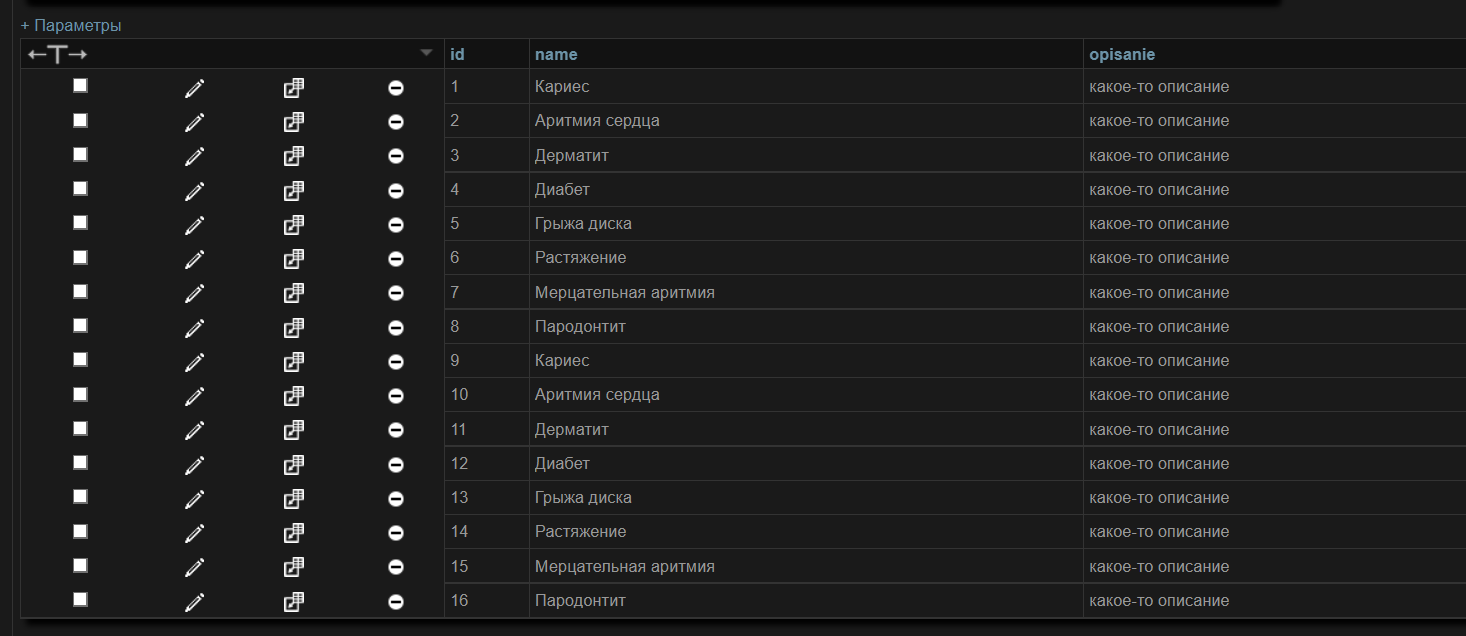 + Параметры
←T→ id name opisanie
1 Кариес какое-то описание
2 Аритмия сердца какое-то описание
3 Дерматит какое-то описание
4 Диабет какое-то описание
5 Грыжа диска какое-то описание
6 Растяжение какое-то описание
7 Мерцательная аритмия какое-то описание
8 Пародонтит какое-то описание
9 Кариес какое-то описание
10 Аритмия сердца какое-то описание
11 Дерматит какое-то описание
12 Диабет какое-то описание
13 Грыжа диска какое-то описание
14 Растяжение какое-то описание
15 Мерцательная аритмия какое-то описание
16 Пародонтит какое-то описание